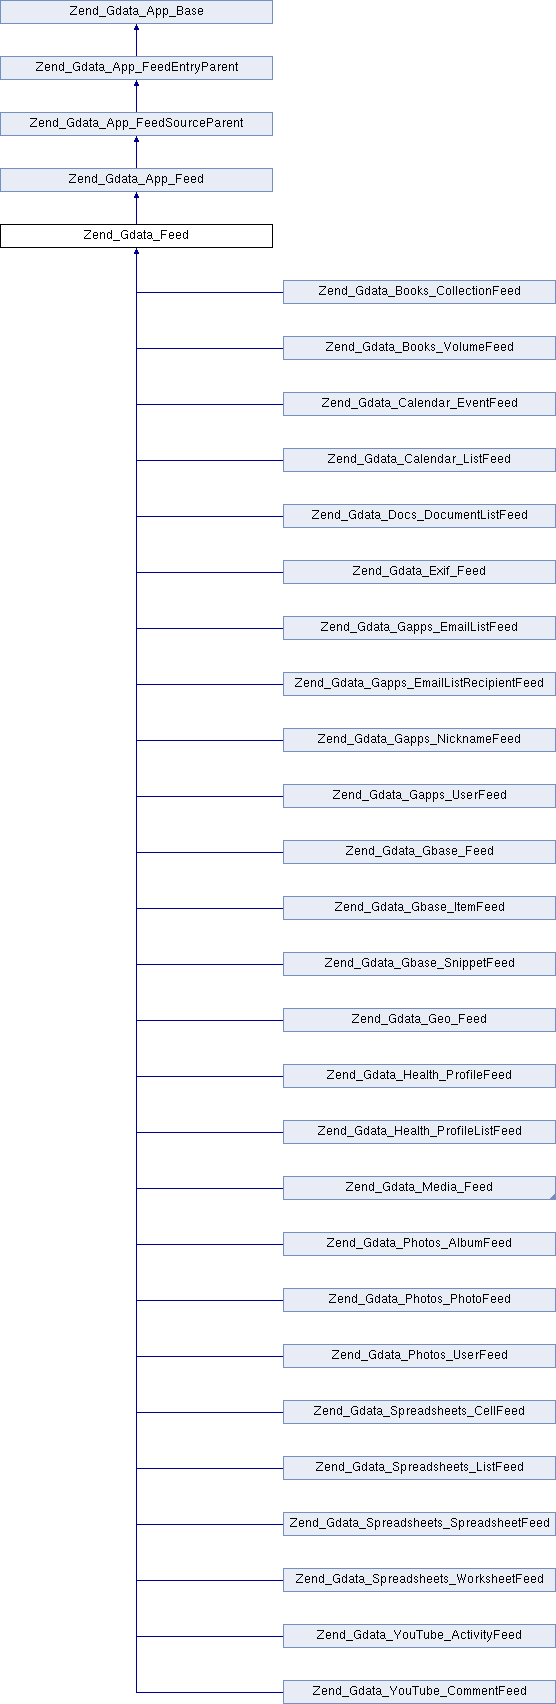 Zend_Gdata_App_Base
Zend_Gdata_App_FeedEntryParent
Zend_Gdata_App_FeedSourceParent
Zend_Gdata_App_Feed
Zend_Gdata_Feed
Zend_Gdata_Books_CollectionFeed
Zend_Gdata_Books_VolumeFeed
Zend_Gdata_Calendar_EventFeed
Zend_Gdata_Calendar_ListFeed
Zend_Gdata_Docs_DocumentListFeed
Zend_Gdata_Exif_Feed
Zend_Gdata_Gapps_EmailListFeed
Zend_Gdata_Gapps_EmailListRecipientFeed
Zend_Gdata_Gapps_NicknameFeed
Zend_Gdata_Gapps_UserFeed
Zend_Gdata_Gbase_Feed
Zend_Gdata_Gbase_ItemFeed
Zend_Gdata_Gbase_SnippetFeed
Zend_Gdata_Geo_Feed
Zend_Gdata_Health_ProfileFeed
Zend_Gdata_Health_ProfileListFeed
Zend_Gdata_Media_Feed
Zend_Gdata_Photos_AlbumFeed
Zend_Gdata_Photos_PhotoFeed
Zend_Gdata_Photos_UserFeed
Zend_Gdata_Spreadsheets_CellFeed
Zend_Gdata_Spreadsheets_ListFeed
Zend_Gdata_Spreadsheets_SpreadsheetFeed
Zend_Gdata_Spreadsheets_WorksheetFeed
Zend_Gdata_YouTube_ActivityFeed
Zend_Gdata_YouTube_CommentFeed